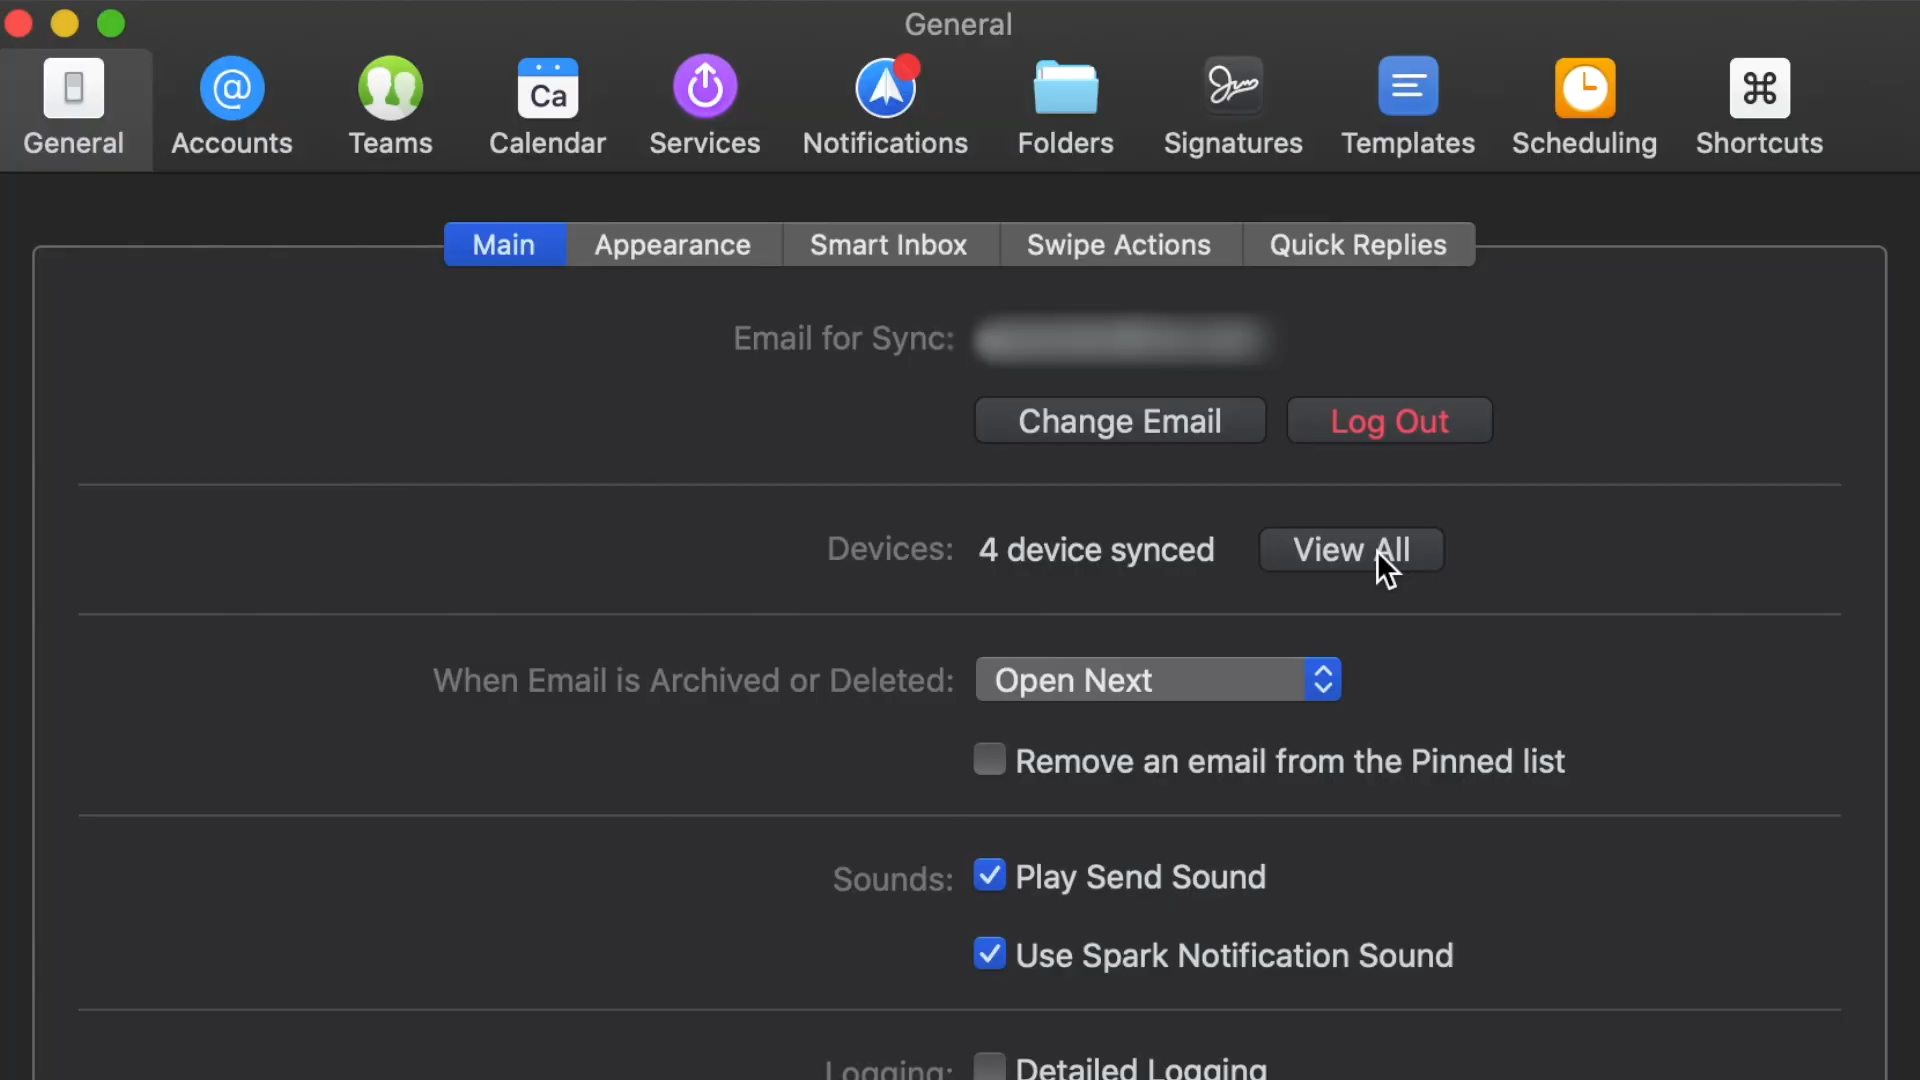 General
General
Accounts
Teams
Ca
Calendar
Services
Notifications
Folders
Signatures
Templates
Scheduling
Shortcuts
Main
Appearance
Smart Inbox
Swipe Actions
Quick Replies
Email for Sync:
Change Email
Log Out
Devices: 4 device synced
View All
When Email is Archived or Deleted: Open Next
Remove an email from the Pinned list
Sounds: Play Send Sound
Use Spark Notification Sound
Logging: Detailed Logging